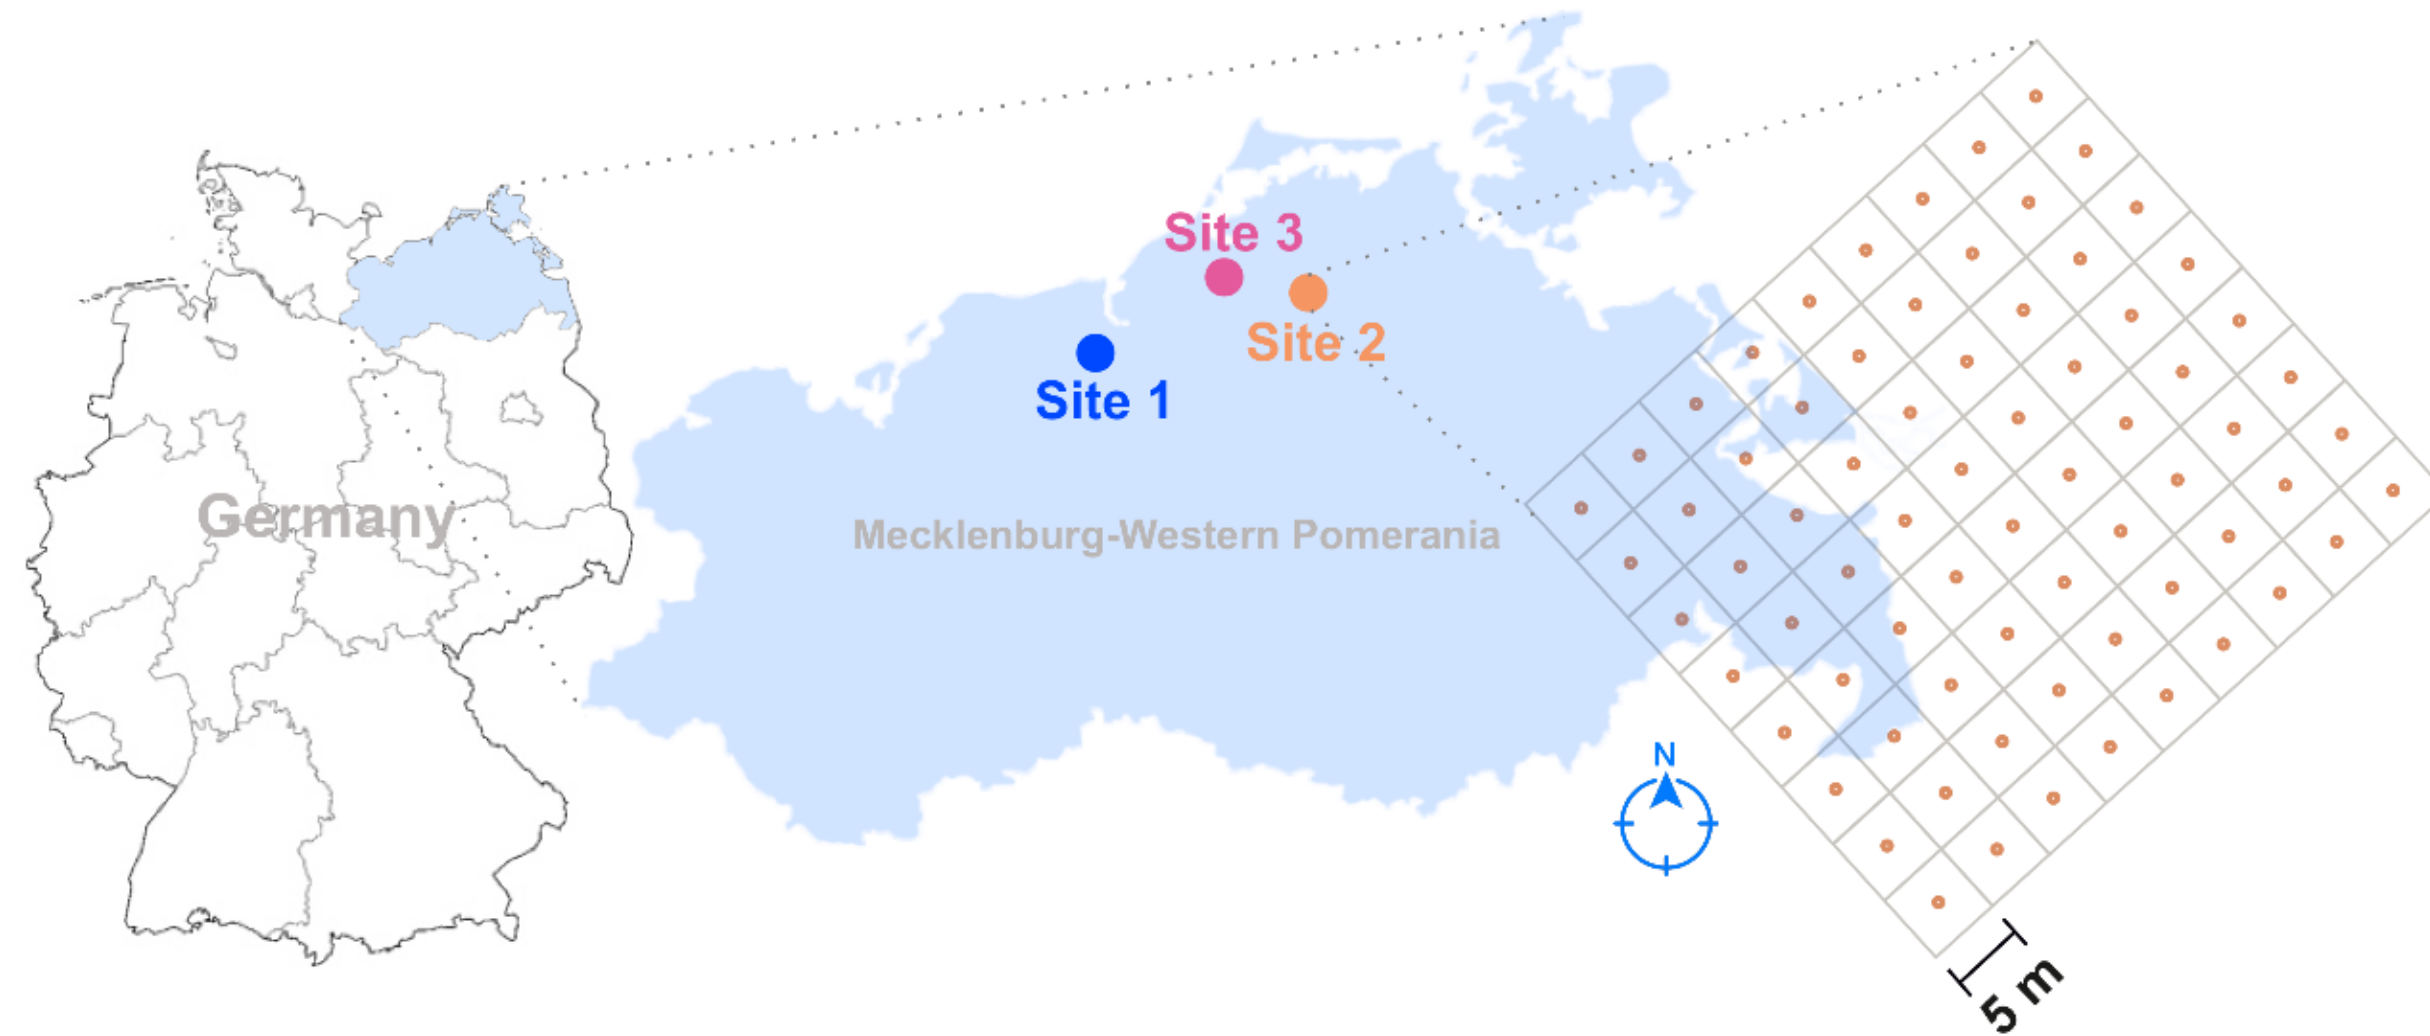 Site 3
Site 2
Site 1
Germany
Mecklenburg-Western Pomerania
N
5 m